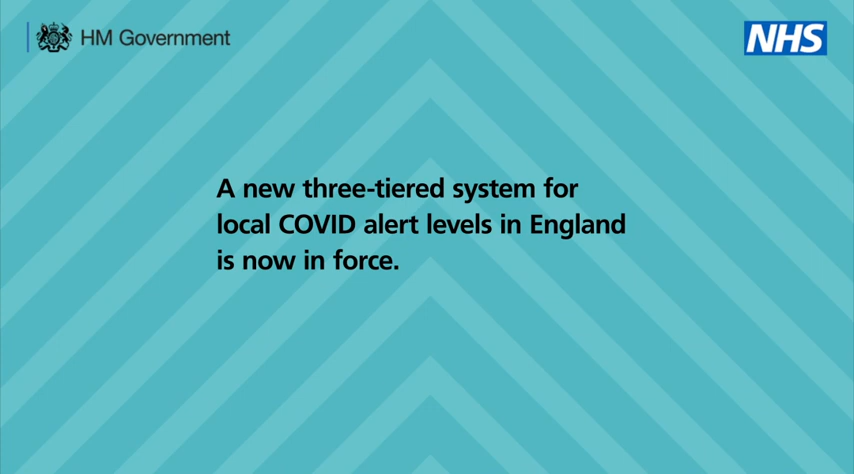 HM Government
NHS
A new three-tiered system for
local COVID alert levels in England
is now in force.